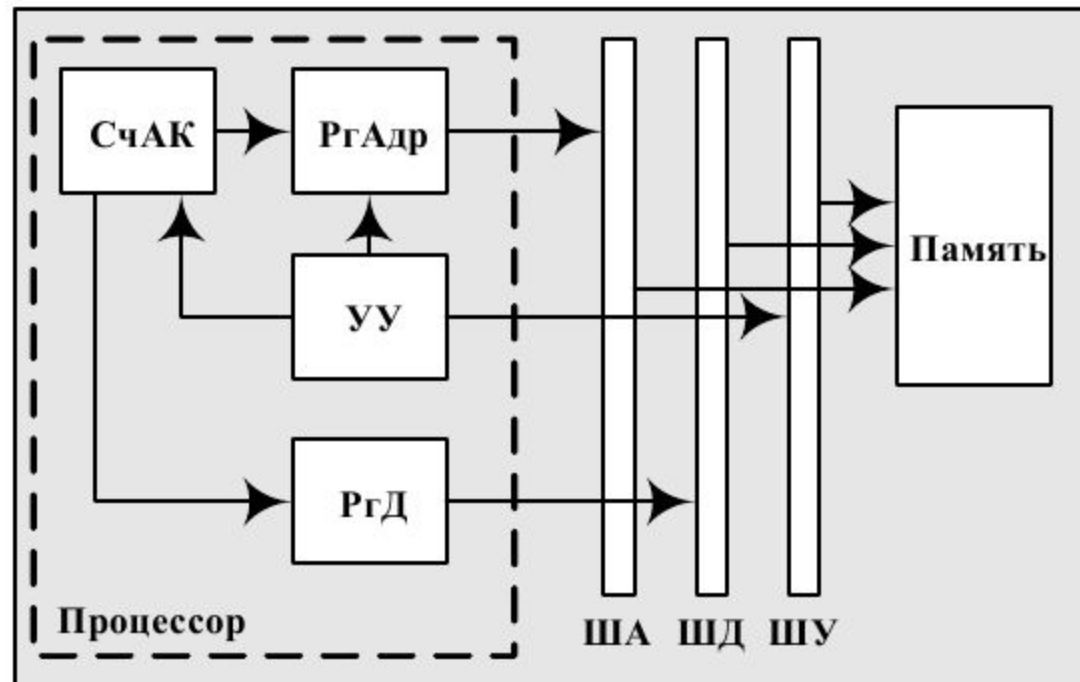 СчАК
РгАдр
УУ
Память
РгД
Процессор
ША
ШД
ШУ